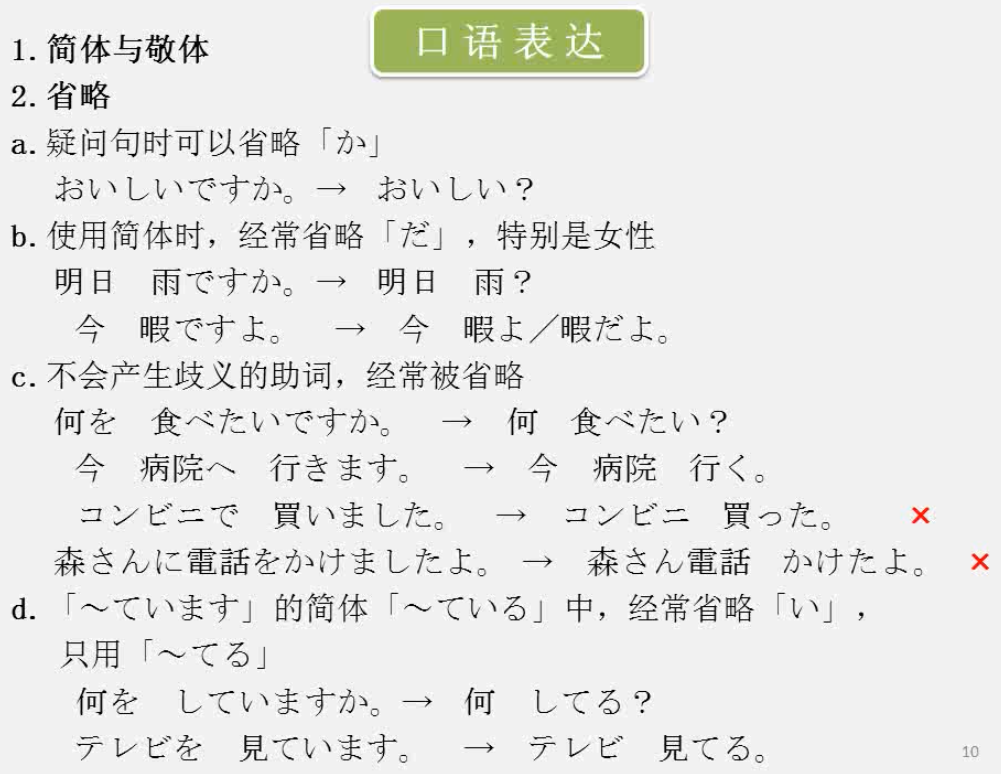 口语表达
1. 简体与敬体
2. 省略
a. 疑问句时可以省略「か」
おいしいですか。→ おいしい？
b. 使用简体时，经常省略「だ」，特别是女性
明日 雨ですか。→ 明日 雨？
今 暇ですよ。 → 今 暇よ／暇だよ。
c. 不会产生歧义的助词，经常被省略
何を 食べたいですか。 → 何 食べたい？
今 病院へ 行きます。 → 今 病院 行く。
コンビニで 買いました。 → コンビニ 買った。 ×
森さんに電話をかけましたよ。 → 森さん電話 かけたよ。 ×
d. 「～ています」的简体「～ている」中，经常省略「い」，
只用「～てる」
何を していますか。→ 何 してる？
テレビを 見ています。 → テレビ 見てる。
10